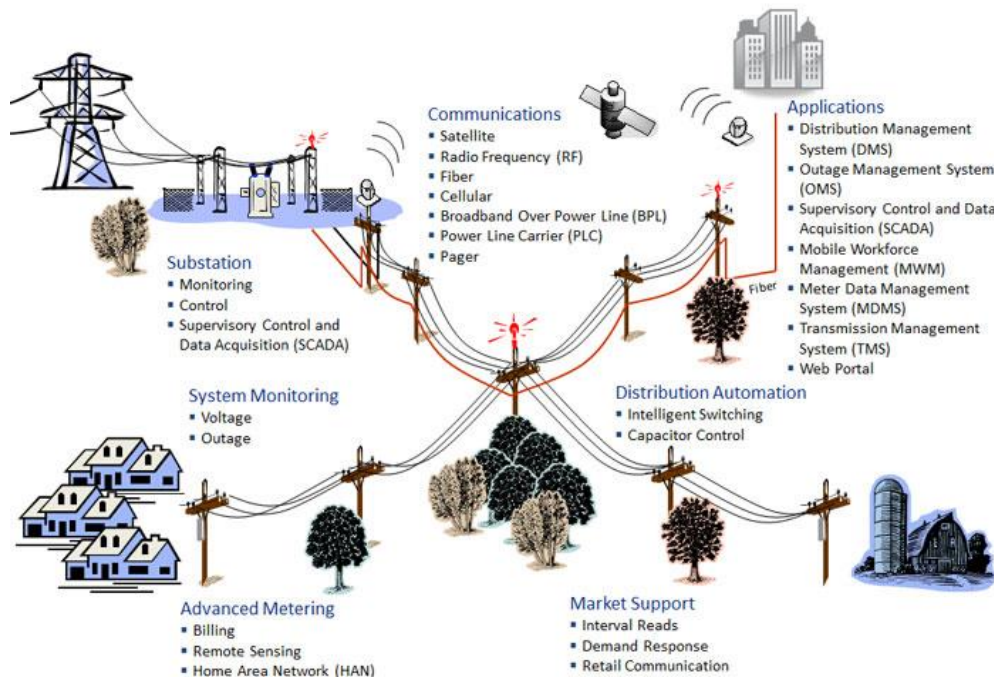 Communications
▪ Satellite
▪ Radio Frequency (RF)
▪ Fiber
▪ Cellular
▪ Broadband Over Power Line (BPL)
▪ Power Line Carrier (PLC)
▪ Pager
Applications
▪ Distribution Management
System (DMS)
▪ Outage Management System
(OMS)
▪ Supervisory Control and Data
Acquisition (SCADA)
▪ Mobile Workforce
Management (MWM)
▪ Meter Data Management
System (MDMS)
▪ Transmission Management
System (TMS)
▪ Web Portal
Fiber
Substation
▪ Monitoring
▪ Control
▪ Supervisory Control and
Data Acquisition (SCADA)
System Monitoring
▪ Voltage
▪ Outage
Distribution Automation
▪ Intelligent Switching
▪ Capacitor Control
Advanced Metering
▪ Billing
▪ Remote Sensing
▪ Home Area Network (HAN)
Market Support
▪ Interval Reads
▪ Demand Response
▪ Retail Communication